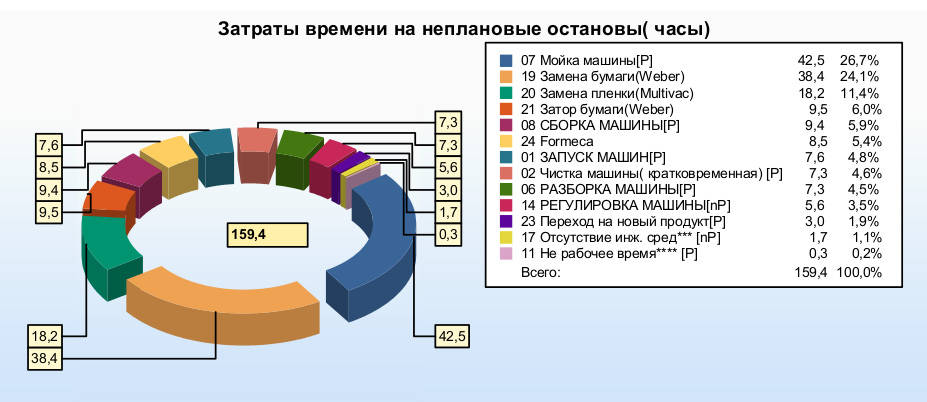 Затраты времени на неплановые остановы( часы)
07 Мойка машины[Р] 42,5 26,7%
19 Замена бумаги(Weber) 38,4 24,1%
20 Замена пленки(Multivac) 18,2 11,4%
21 Затор бумаги(Weber) 9,5 6,0%
08 СБОРКА МАШИНЫ[Р] 9,4 5,9%
24 Formeca 8,5 5,4%
01 ЗАПУСК МАШИН[Р] 7,6 4,8%
02 Чистка машины( кратковременная) [Р] 7,3 4,6%
06 РАЗБОРКА МАШИНЫ[Р] 7,3 4,5%
14 РЕГУЛИРОВКА МАШИНЫ[nP] 5,6 3,5%
23 Переход на новый продукт[Р] 3,0 1,9%
17 Отсутствие инж. сред*** [nP] 1,7 1,1%
11 Не рабочее время**** [Р] 0,3 0,2%
Всего: 159,4 100,0%
7,6
8,5
9,4
9,5
18,2
38,4
159,4
7,3
7,3
5,6
3,0
1,7
0,3
42,5